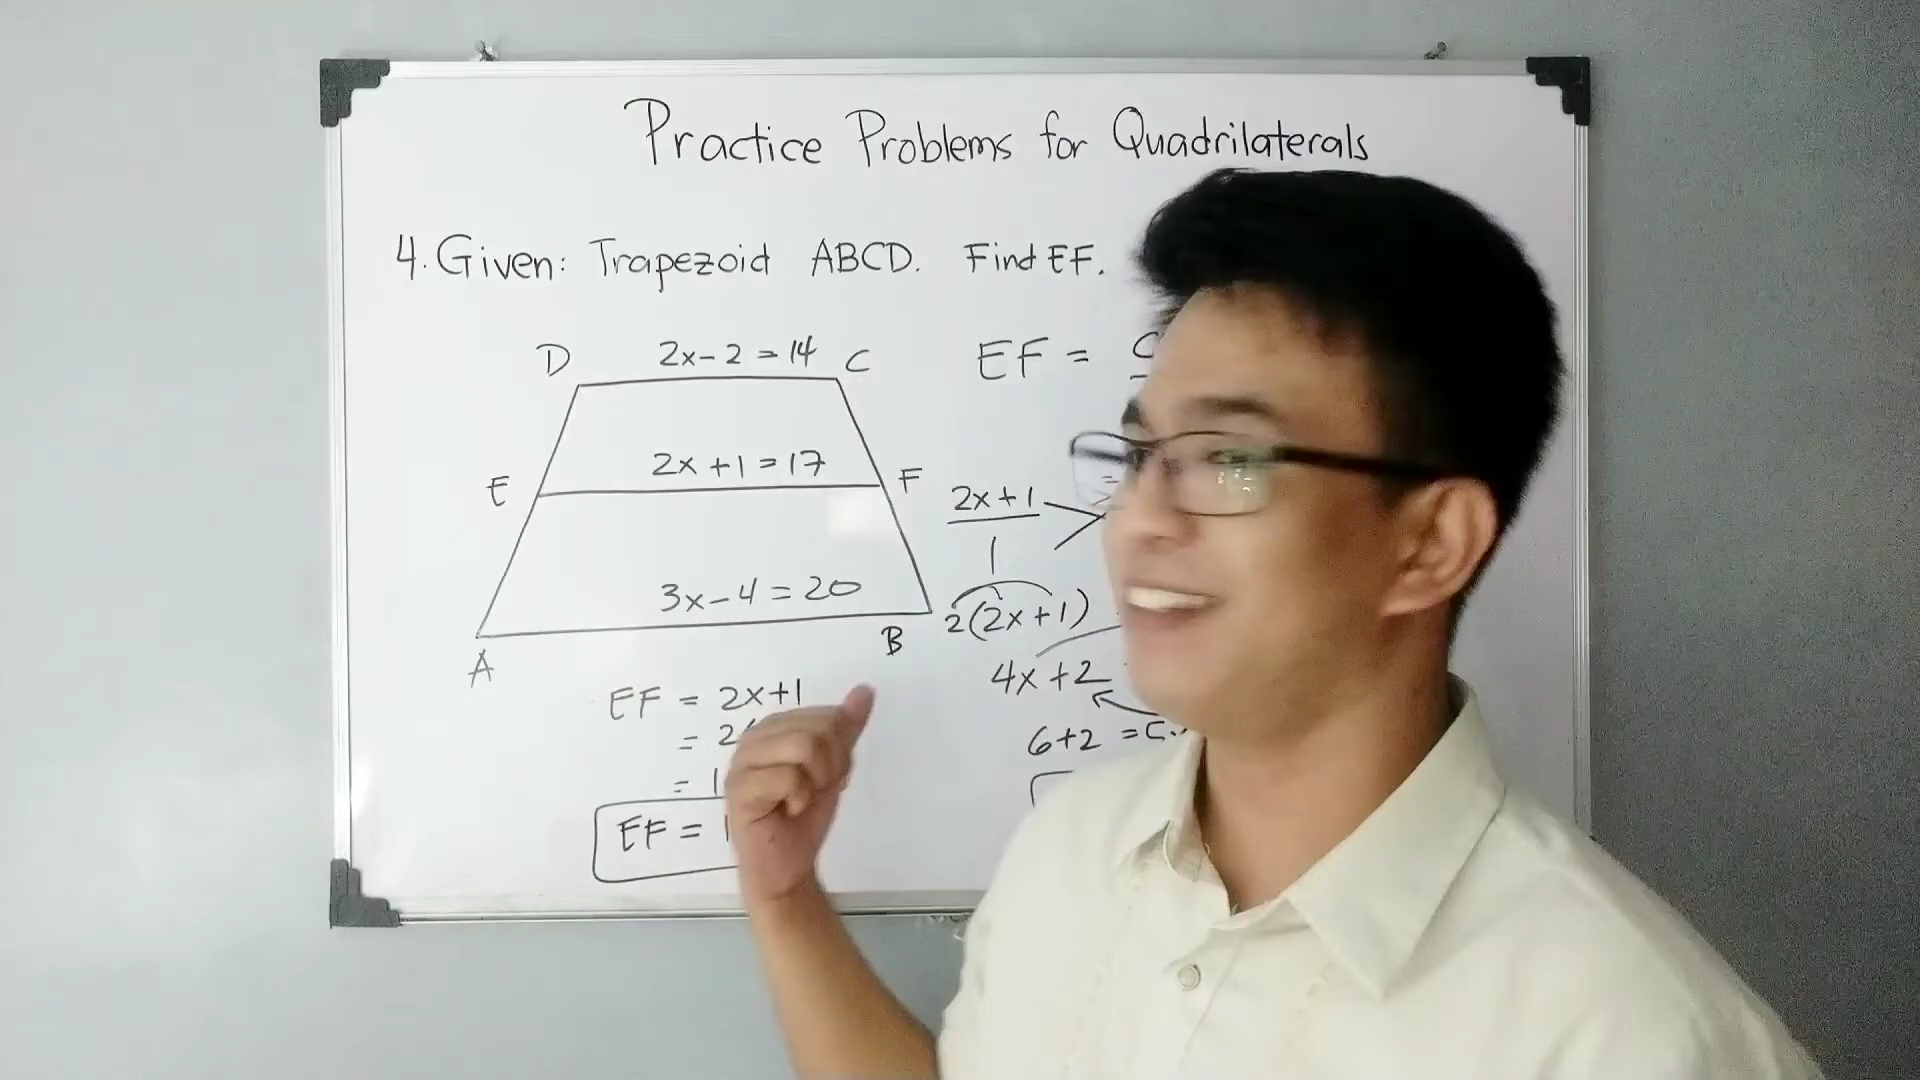 Practice Problems for Quadrilaterals
4. Given: Trapezoid ABCD. Find EF.
D 2x-2 = 14 C
EF =
2x +1 = 17
E F
2x+1
1
3x-4 = 20
2(2x+1)
A B
4x+2
EF = 2x+1
= 2(
6+2 =
=
EF =